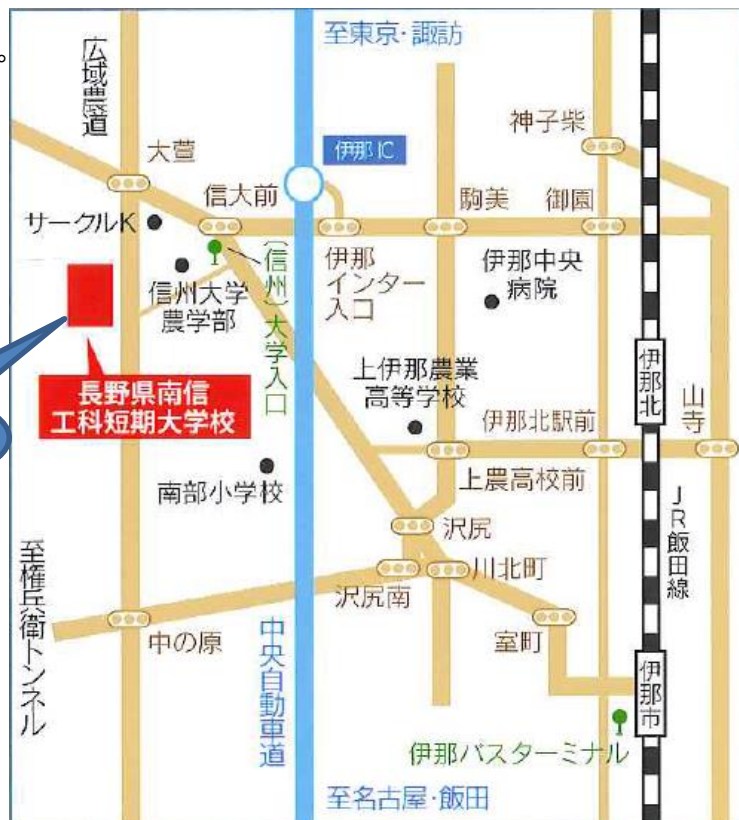 。
至東京・諏訪
広域農道
神子柴
伊那IC
大萱
信大前
駒美
御園
サークルK
伊那
インター
入口
伊那中央
病院
信州大学
農学部
(信州)大学入口
長野県南信
工科短期大学校
上伊那農業
高等学校
伊那北
山寺
伊那北駅前
上農高校前
南部小学校
JR飯田線
沢尻
至権兵衛トンネル
川北町
沢尻南
中の原
室町
中央自動車道
伊那市
伊那バスターミナル
至名古屋・飯田